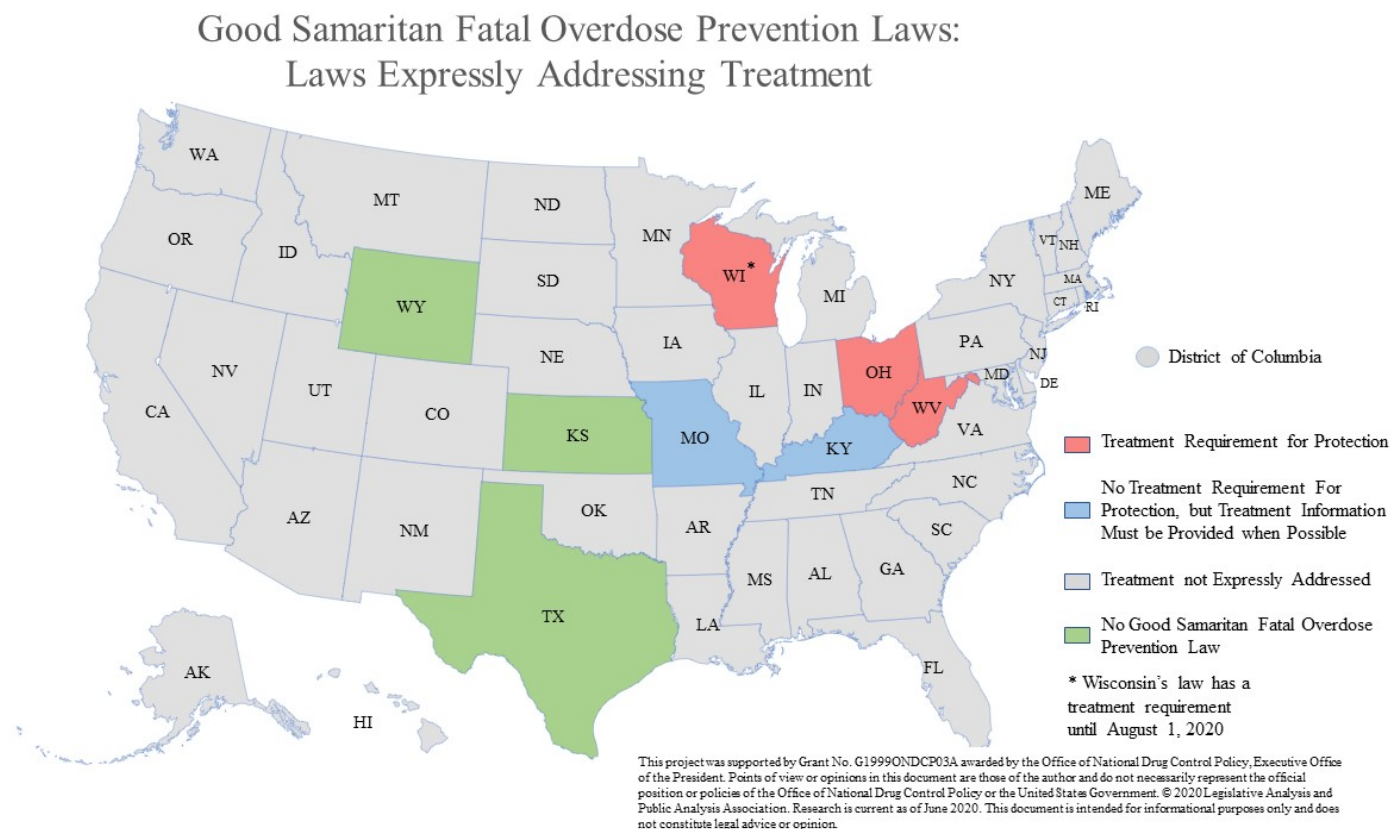 Good Samaritan Fatal Overdose Prevention Laws:
Laws Expressly Addressing Treatment
WA
MT
ND
MN
OR
ID
SD
WI*
MI
ME
VT
NH
NY
MA
CT
RI
WY
IA
PA
NJ
NE
NV
UT
CO
IL
IN
OH
MD
DE
District of Columbia
CA
KS
MO
WV
VA
KY
Treatment Requirement for Protection
No Treatment Requirement For
Protection, but Treatment Information
Must be Provided when Possible
AZ
NM
OK
AR
TN
NC
SC
MS
AL
GA
Treatment not Expressly Addressed
TX
LA
No Good Samaritan Fatal Overdose
Prevention Law
AK
HI
FL
* Wisconsin's law has a
treatment requirement
until August 1, 2020
This project was supported by Grant No. G1999ONDCP03A awarded by the Office of National Drug Control Policy, Executive Office
of the President. Points of view or opinions in this document are those of the author and do not necessarily represent the official
position or policies of the Office of National Drug Control Policy or the United States Government. © 2020 Legislative Analysis and
Public Analysis Association. Research is current as of June 2020. This document is intended for informational purposes only and does
not constitute legal advice or opinion.